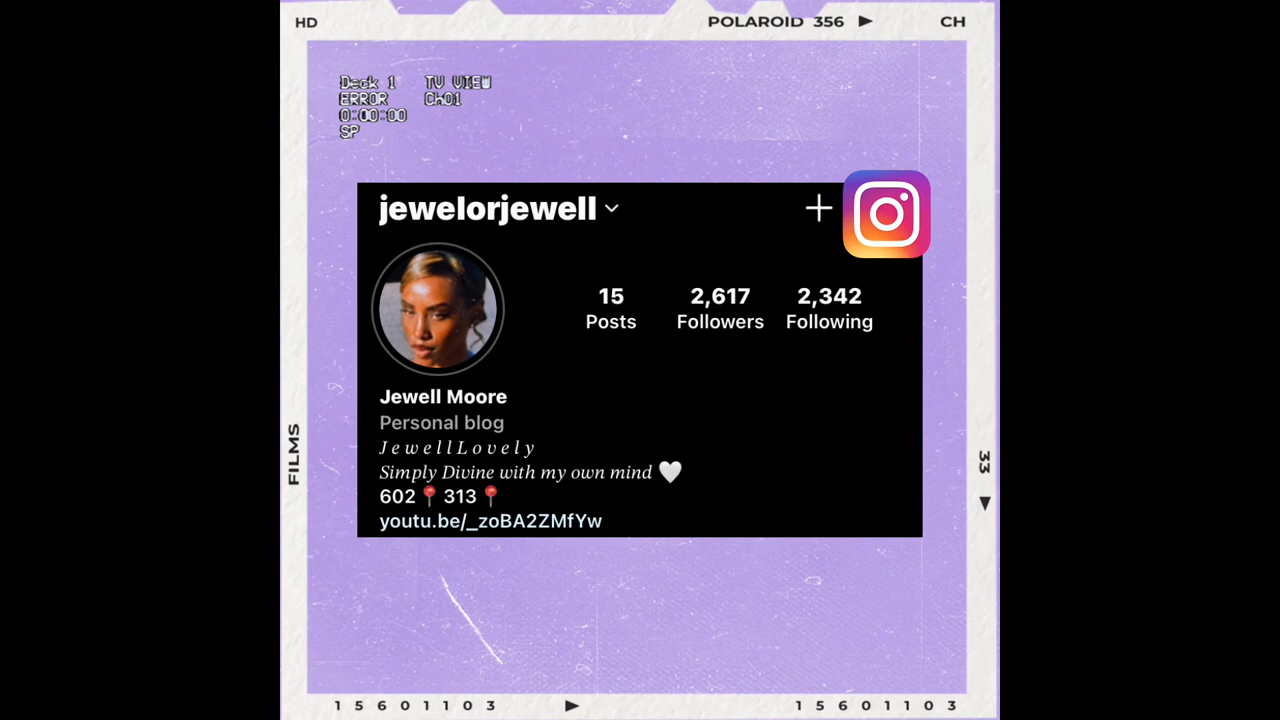 HD
POLAROID 356 ▶
CH
Deck 1 TV VIEW
ERROR Ch01
0:00:00
SP
jewelorjewell
15 2,617 2,342
Posts Followers Following
Jewell Moore
Personal blog
J e w e l l L o v e l y
Simply Divine with my own mind 🤍
602📍313📍
youtu.be/_zoBA2ZMfYw
FILMS
33 ▶
1 5 6 0 1 1 0 3 ▶ 1 5 6 0 1 1 0 3